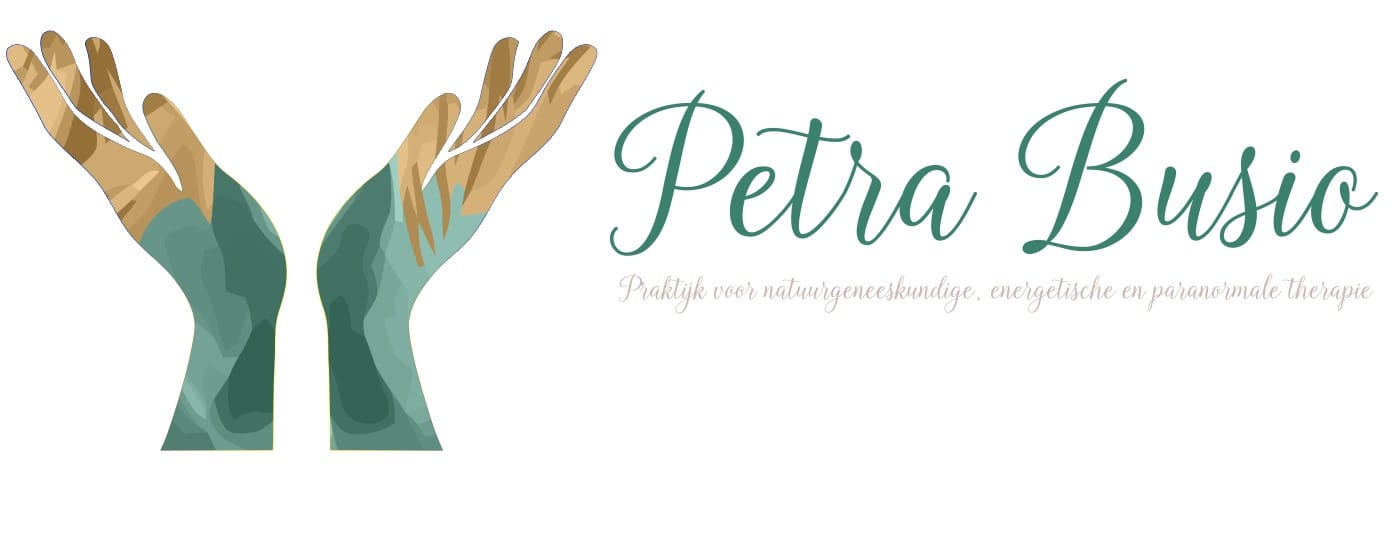 Petra Busio
Praktijk voor natuurgeneeskundige, energetische en paranormale therapie